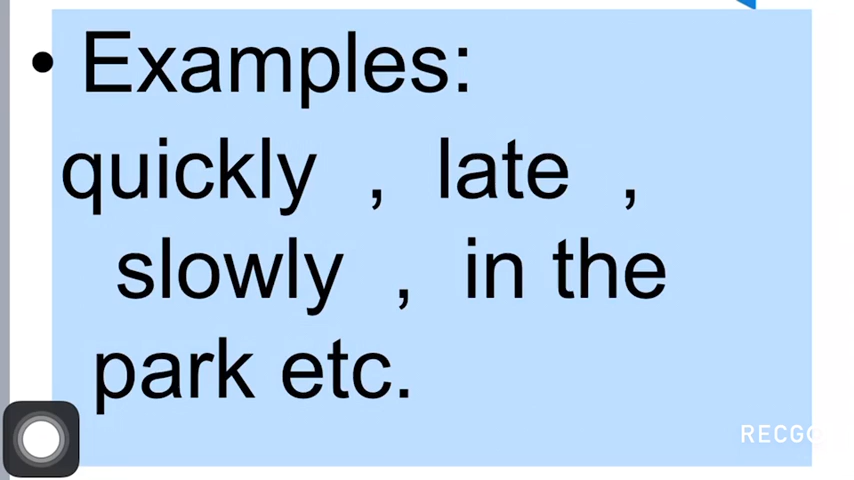 • Examples:
quickly , late ,
slowly , in the
park etc.